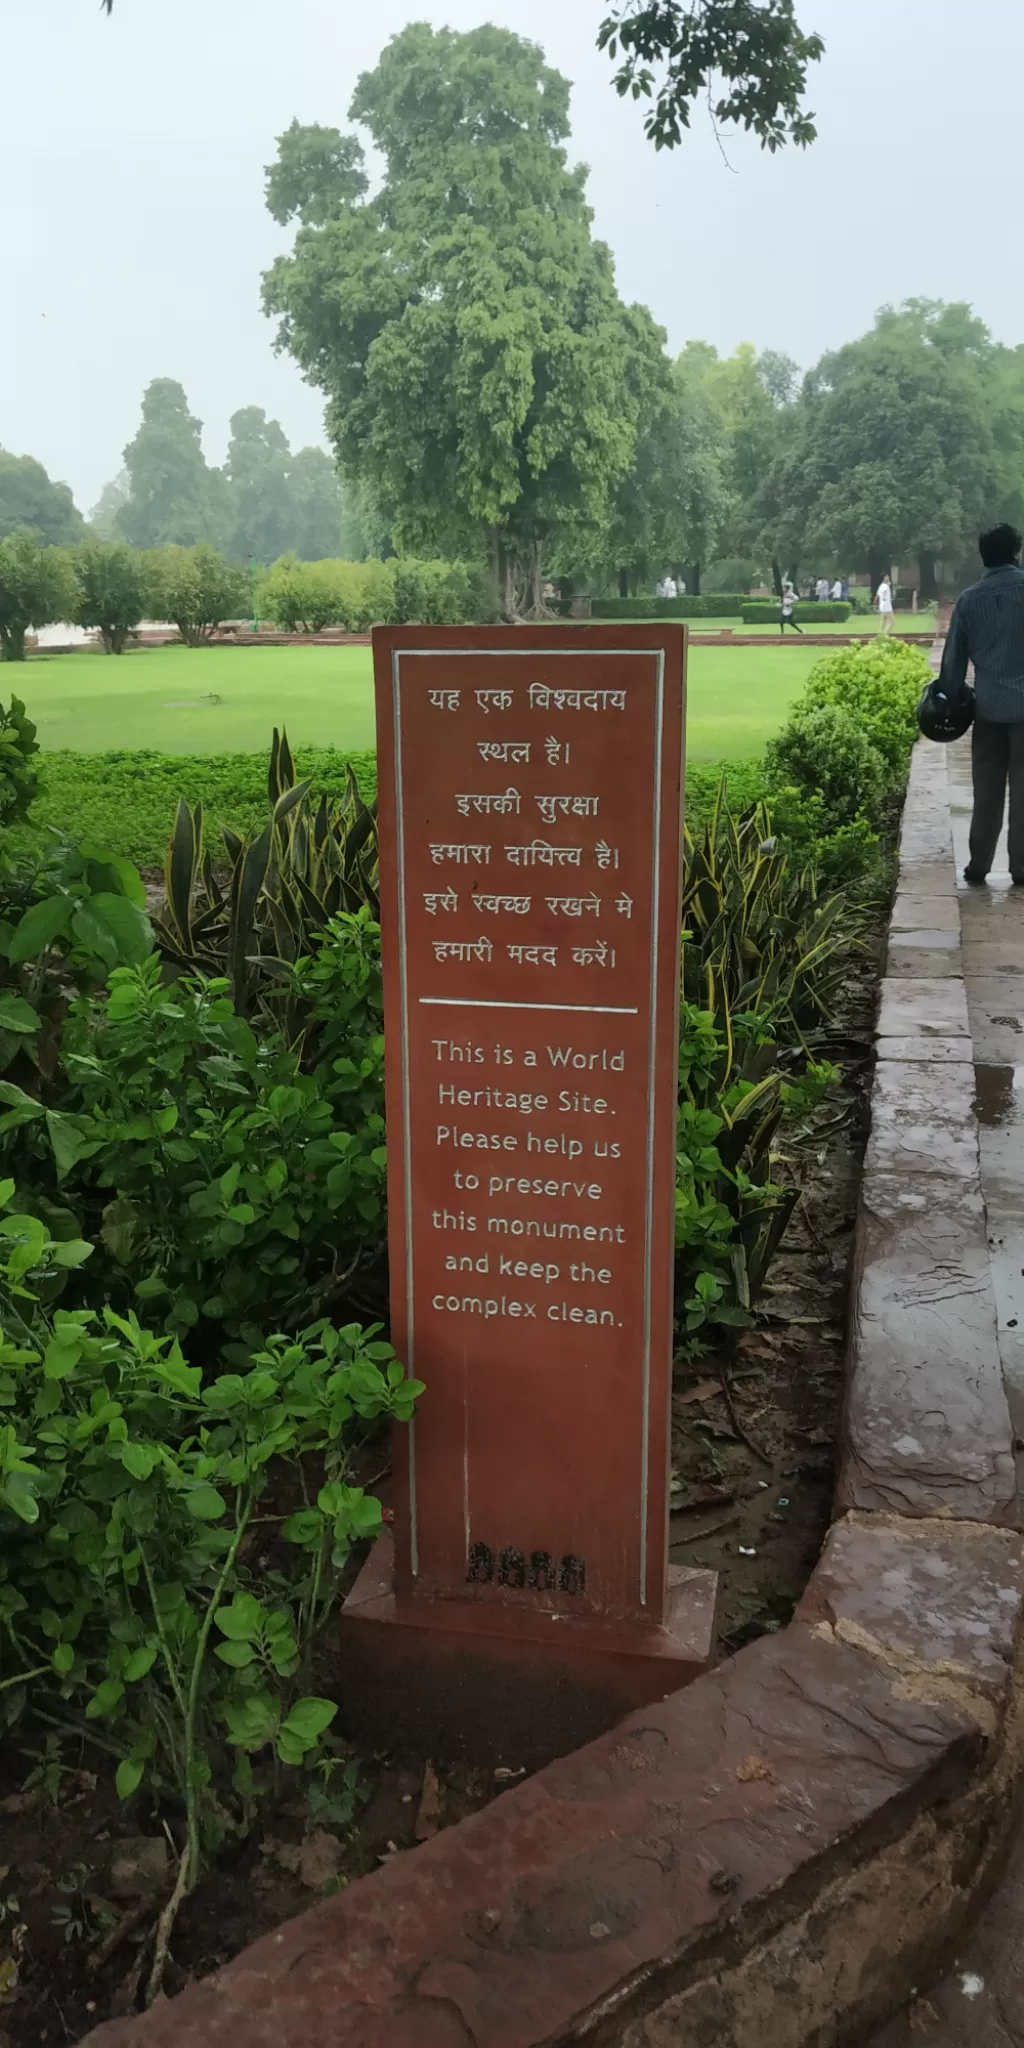 यह एक विश्वदाय
स्थल है।
इसकी सुरक्षा
हमारा दायित्त्व है।
इसे स्वच्छ रखने मे
हमारी मदद करें।
This is a World
Heritage Site.
Please help us
to preserve
this monument
and keep the
complex clean.